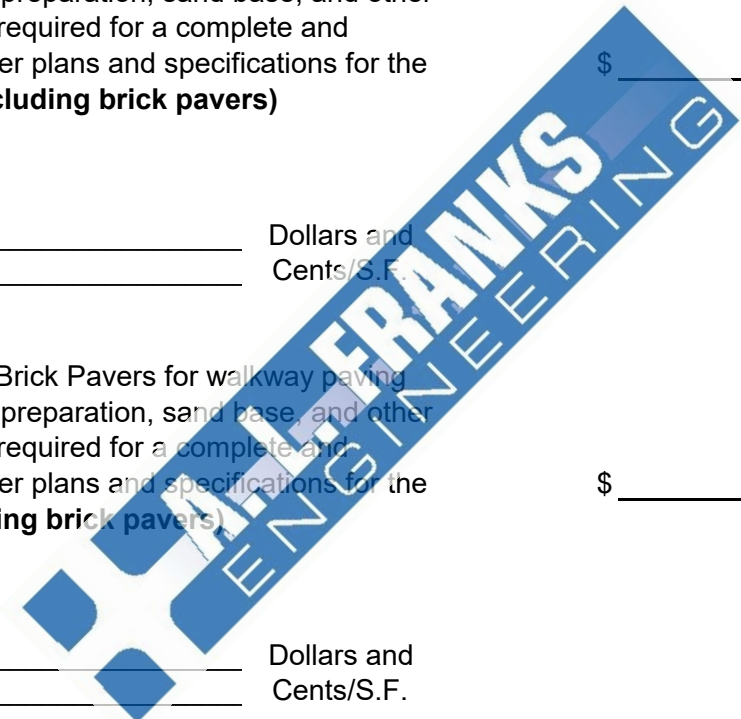 preparation, sand base, and other
required for a complete and
er plans and specifications for the
$
cluding brick pavers)
Dollars and
Cents/S.F.
Brick Pavers for walkway paving
preparation, sand base, and other
required for a complete and
er plans and specifications for the
$
ing brick pavers)
Dollars and
Cents/S.F.
A.L. FRANKS
ENGINEERING